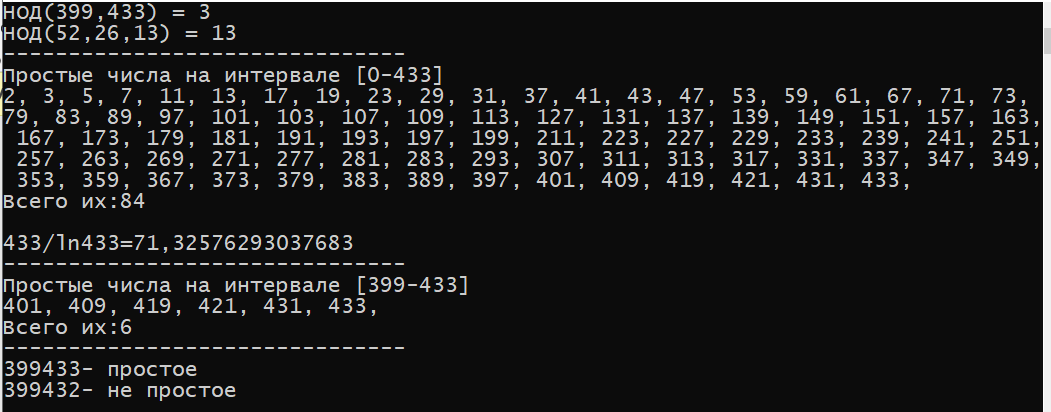 НОД(399,433) = 3
НОД(52,26,13) = 13
-------------------------------
Простые числа на интервале [0-433]
2, 3, 5, 7, 11, 13, 17, 19, 23, 29, 31, 37, 41, 43, 47, 53, 59, 61, 67, 71, 73,
79, 83, 89, 97, 101, 103, 107, 109, 113, 127, 131, 137, 139, 149, 151, 157, 163,
167, 173, 179, 181, 191, 193, 197, 199, 211, 223, 227, 229, 233, 239, 241, 251,
257, 263, 269, 271, 277, 281, 283, 293, 307, 311, 313, 317, 331, 337, 347, 349,
353, 359, 367, 373, 379, 383, 389, 397, 401, 409, 419, 421, 431, 433,
Всего их:84
433/ln433=71,32576293037683
-------------------------------
Простые числа на интервале [399-433]
401, 409, 419, 421, 431, 433,
Всего их:6
-------------------------------
399433- простое
399432- не простое